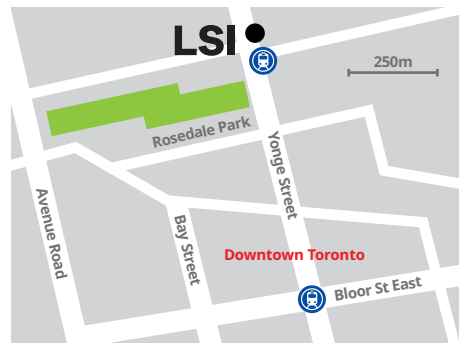 LSI
250m
Rosedale Park
Yonge Street
Avenue Road
Bay Street
Downtown Toronto
Bloor St East